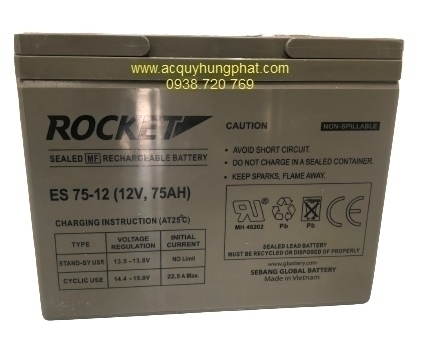 www.acquyhungphat.com
0938 720 769
ROCKET
SEALED MF RECHARGEABLE BATTERY
ES 75-12 (12V, 75AH)
CHARGING INSTRUCTION (AT25°C)
TYPE VOLTAGE REGULATION INITIAL CURRENT
STAND-BY USE 13.5 - 13.8V No Limit
CYCLIC USE 14.4 - 15.0V 22.5 A Max.
CAUTION NON-SPILLABLE
• AVOID SHORT CIRCUIT.
• DO NOT CHARGE IN A SEALED CONTAINER.
• KEEP SPARKS, FLAME AWAY.
MH 46202 Pb Pb
SEALED LEAD BATTERY
MUST BE RECYCLED OR DISPOSED OF PROPERLY
www.gbattery.com
SEBANG GLOBAL BATTERY
Made in Vietnam